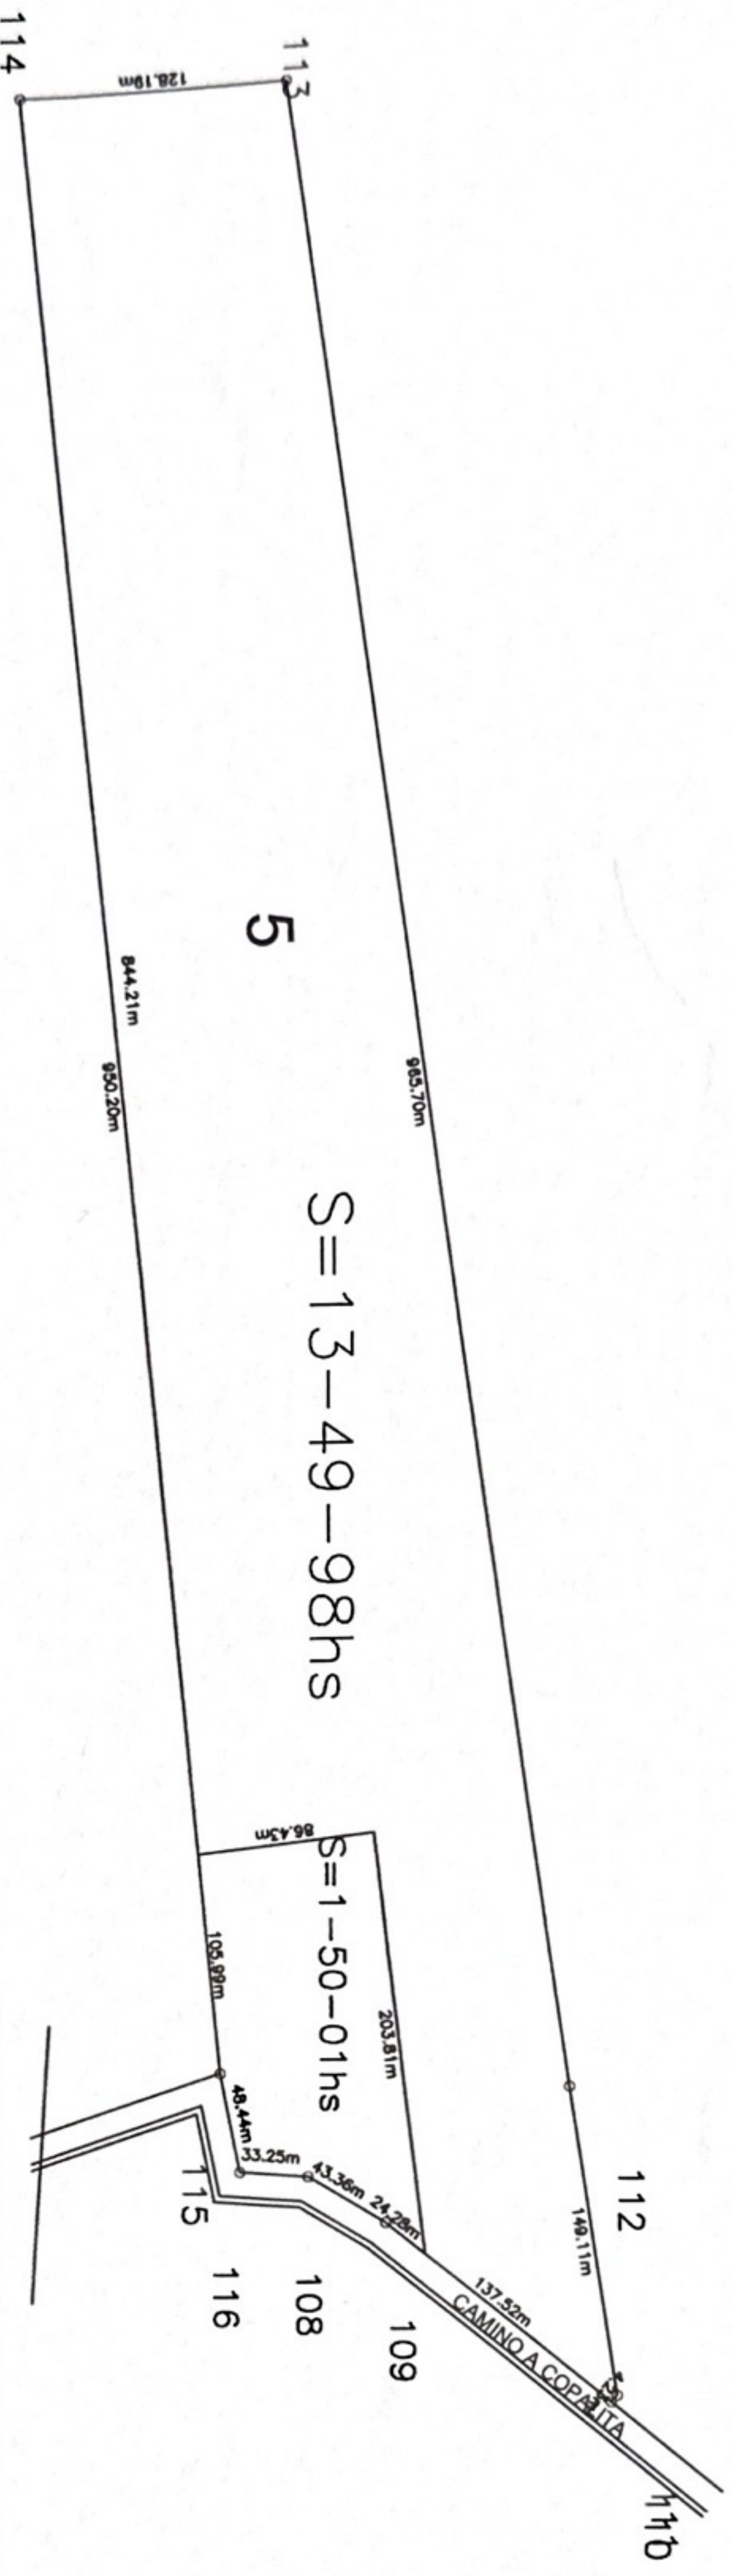 114
113
128.19m
5
844.21m
950.20m
965.70m
S=13-49-98hs
86.43m
S=1-50-01hs
105.99m
203.81m
48.44m
33.25m
43.36m
24.28m
137.52m
149.11m
112
CAMINO A COPALITA
115
116
108
109